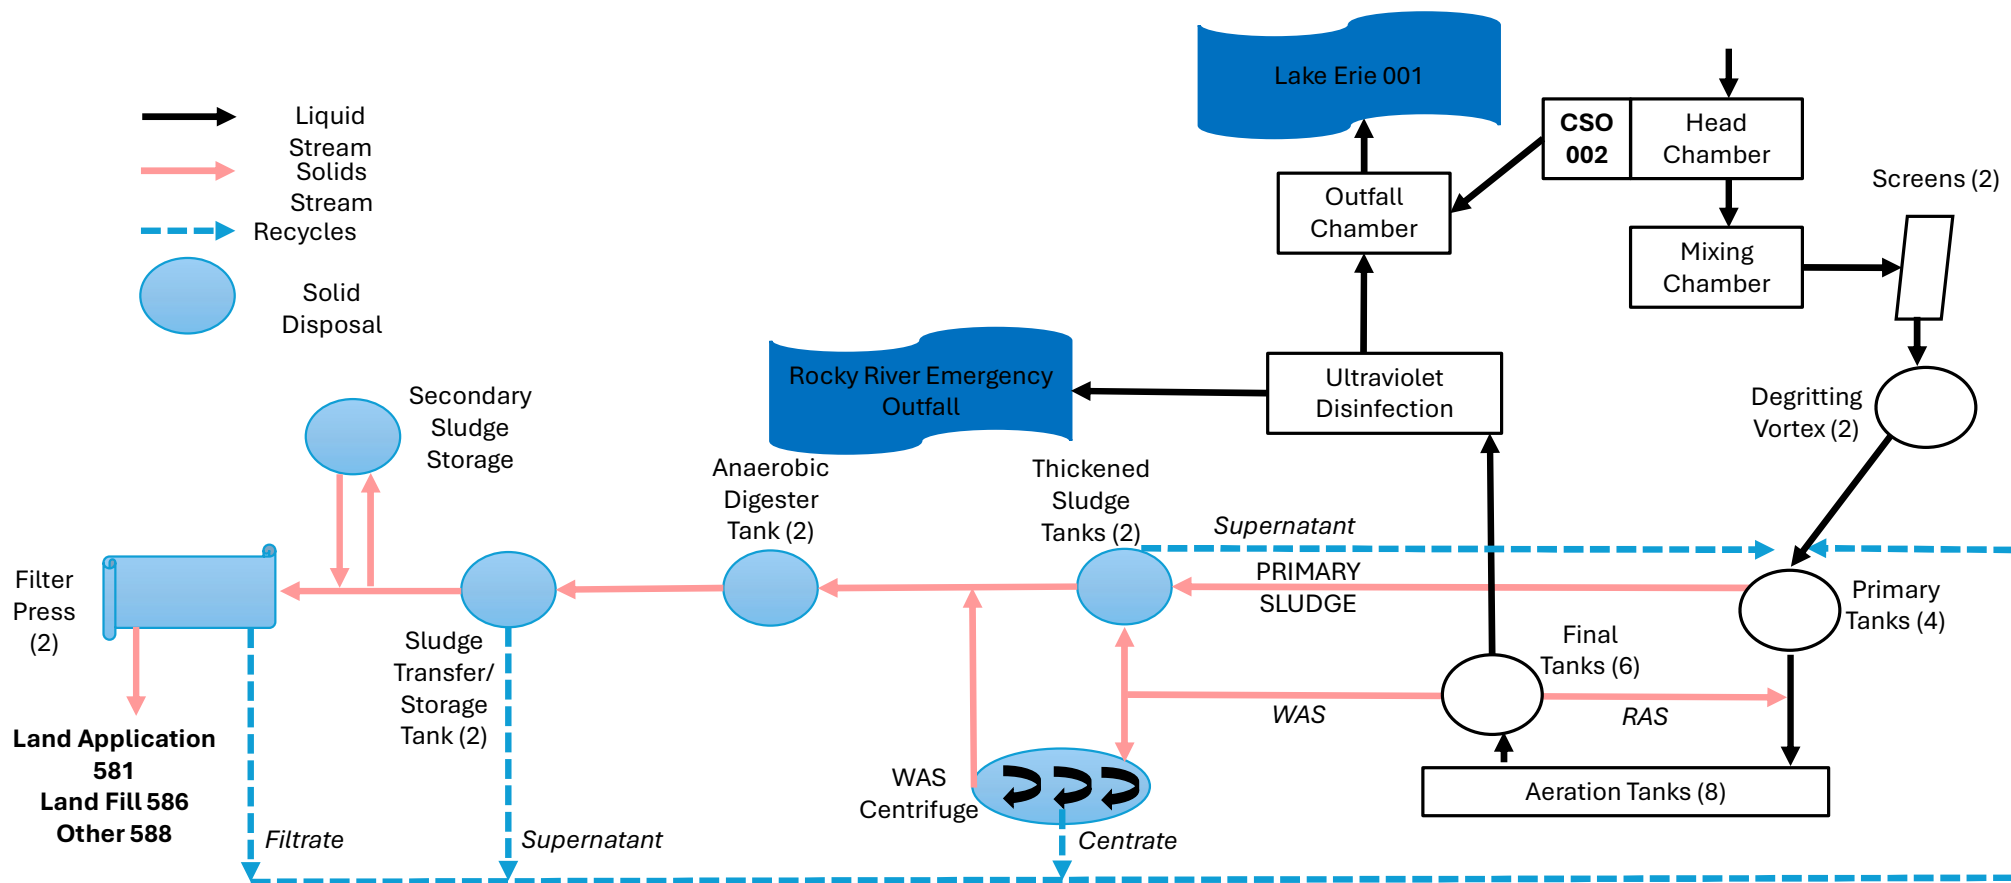 Lake Erie 001
CSO
002
Head
Chamber
Liquid
Stream
Solids
Stream
Recycles
Solid
Disposal
Outfall
Chamber
Screens (2)
Mixing
Chamber
Rocky River Emergency
Outfall
Ultraviolet
Disinfection
Degritting
Vortex (2)
Secondary
Sludge
Storage
Anaerobic
Digester
Tank (2)
Thickened
Sludge
Tanks (2)
Supernatant
PRIMARY
SLUDGE
Filter
Press
(2)
Primary
Tanks (4)
Sludge
Transfer/
Storage
Tank (2)
Final
Tanks (6)
WAS
RAS
Land Application
581
Land Fill 586
Other 588
WAS
Centrifuge
Aeration Tanks (8)
Filtrate
Supernatant
Centrate